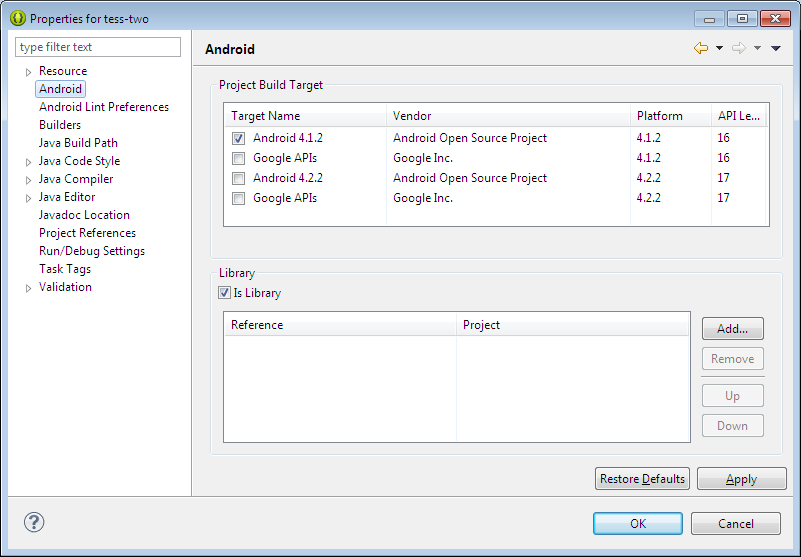 Properties for tess-two
type filter text
Resource
Android
Android Lint Preferences
Builders
Java Build Path
Java Code Style
Java Compiler
Java Editor
Javadoc Location
Project References
Run/Debug Settings
Task Tags
Validation
Android
Project Build Target
Target Name Vendor Platform API Le...
Android 4.1.2 Android Open Source Project 4.1.2 16
Google APIs Google Inc. 4.1.2 16
Android 4.2.2 Android Open Source Project 4.2.2 17
Google APIs Google Inc. 4.2.2 17
Library
Is Library
Reference Project
Add...
Remove
Up
Down
Restore Defaults Apply
? OK Cancel